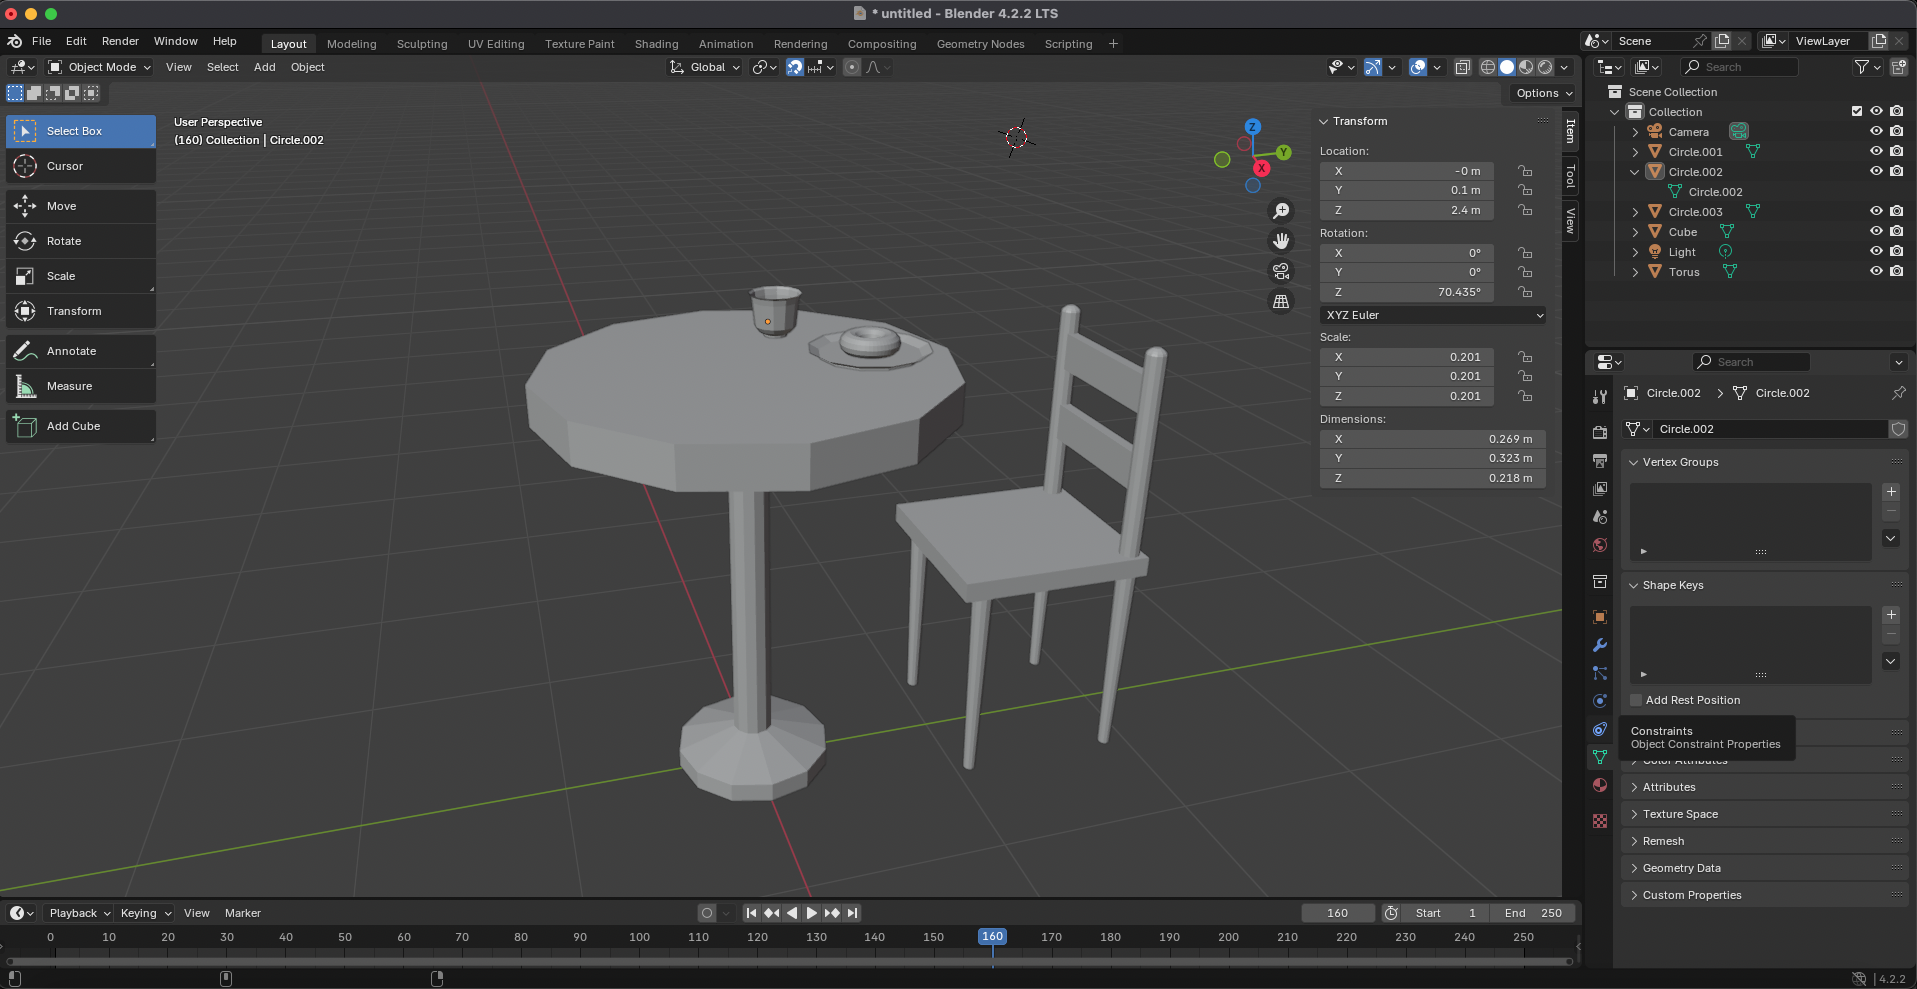 * untitled - Blender 4.2.2 LTS
File Edit Render Window Help Layout Modeling Sculpting UV Editing Texture Paint Shading Animation Rendering Compositing Geometry Nodes Scripting + Scene ViewLayer
Object Mode View Select Add Object Global Search
Options
User Perspective
(160) Collection | Circle.002
Select Box
Cursor
Move
Rotate
Scale
Transform
Annotate
Measure
Add Cube
Z
Y
X
Item
Tool
View
Transform
Location:
X -0 m
Y 0.1 m
Z 2.4 m
Rotation:
X 0°
Y 0°
Z 70.435°
XYZ Euler
Scale:
X 0.201
Y 0.201
Z 0.201
Dimensions:
X 0.269 m
Y 0.323 m
Z 0.218 m
Scene Collection
Collection
Camera
Circle.001
Circle.002
Circle.002
Circle.003
Cube
Light
Torus
Search
Circle.002 > Circle.002
Circle.002
Vertex Groups
Shape Keys
Add Rest Position
Constraints
Object Constraint Properties
Color Attributes
Attributes
Texture Space
Remesh
Geometry Data
Custom Properties
Playback Keying View Marker 160 Start 1 End 250
0 10 20 30 40 50 60 70 80 90 100 110 120 130 140 150 160 170 180 190 200 210 220 230 240 250
4.2.2